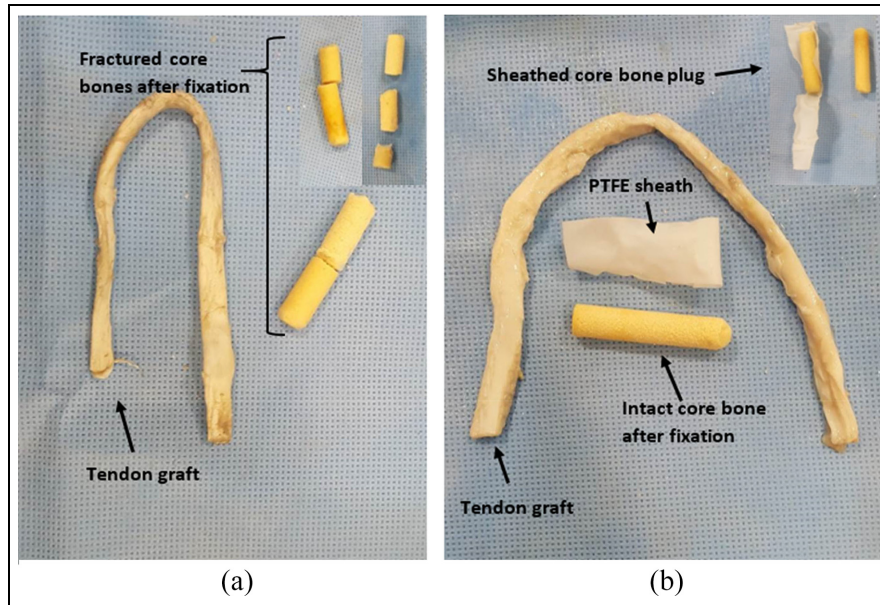 Fractured core
bones after fixation
Tendon graft
(a)
Sheathed core bone plug
PTFE sheath
Intact core bone
after fixation
Tendon graft
(b)